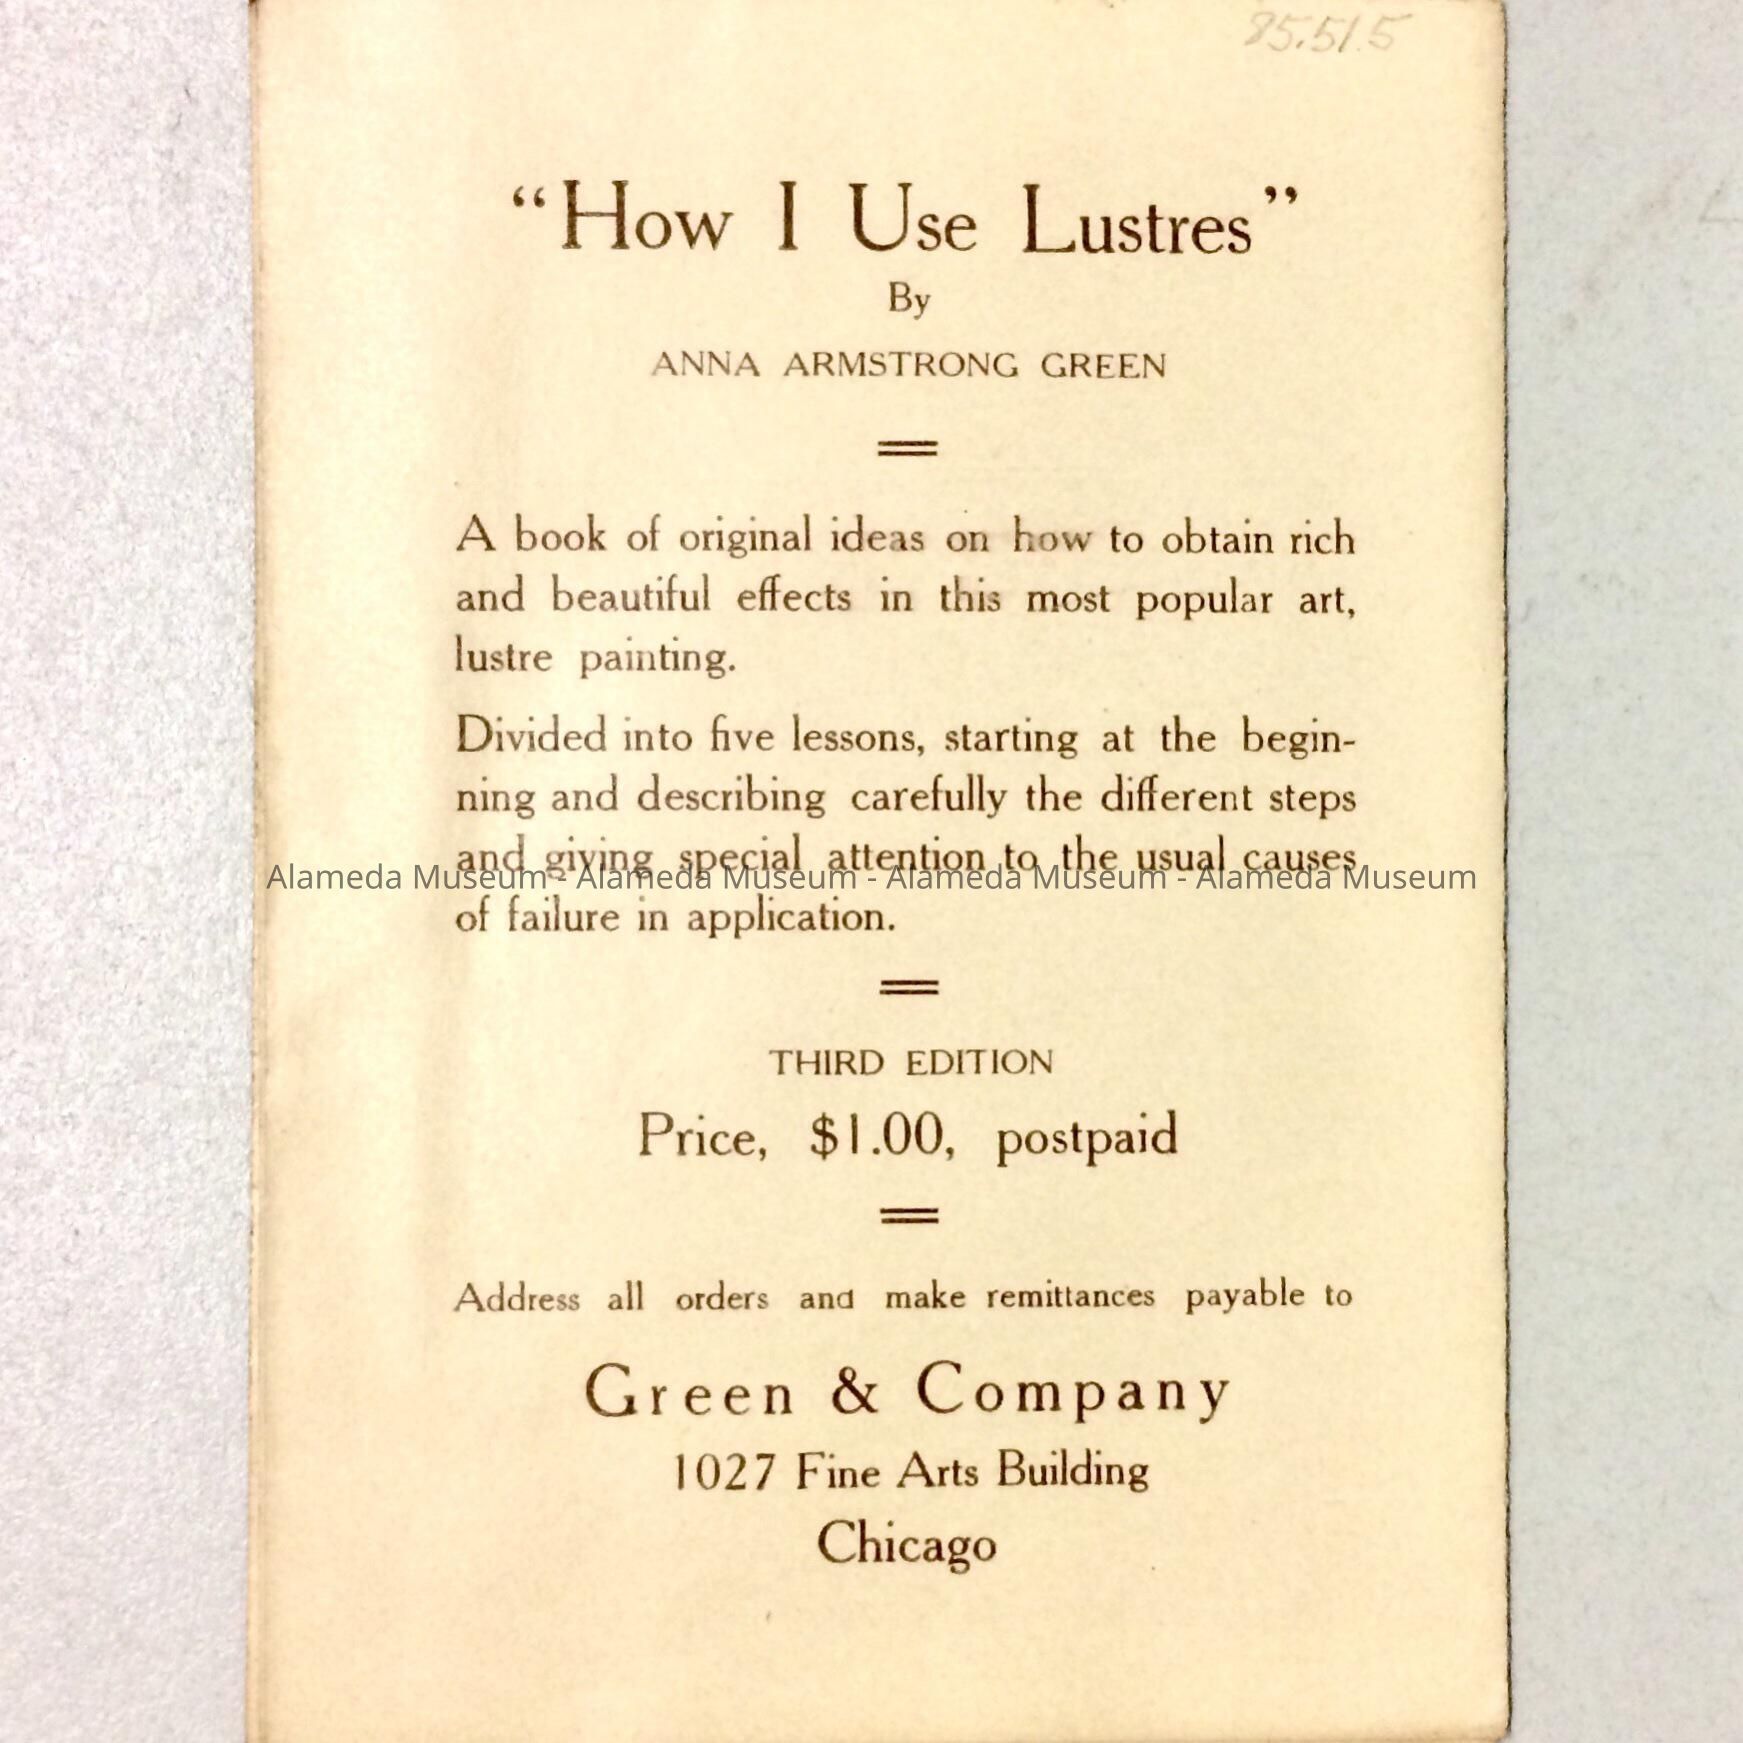 85.51.5
“How I Use Lustres”
By
ANNA ARMSTRONG GREEN
A book of original ideas on how to obtain rich
and beautiful effects in this most popular art,
lustre painting.
Divided into five lessons, starting at the begin-
ning and describing carefully the different steps
and giving special attention to the usual causes
Alameda Museum - Alameda Museum - Alameda Museum - Alameda Museum
of failure in application.
THIRD EDITION
Price, $1.00, postpaid
Address all orders and make remittances payable to
Green & Company
1027 Fine Arts Building
Chicago